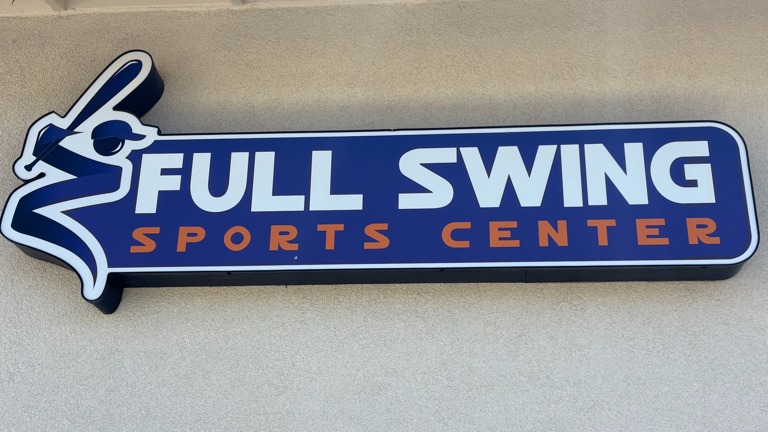 FULL SWING
SPORTS CENTER